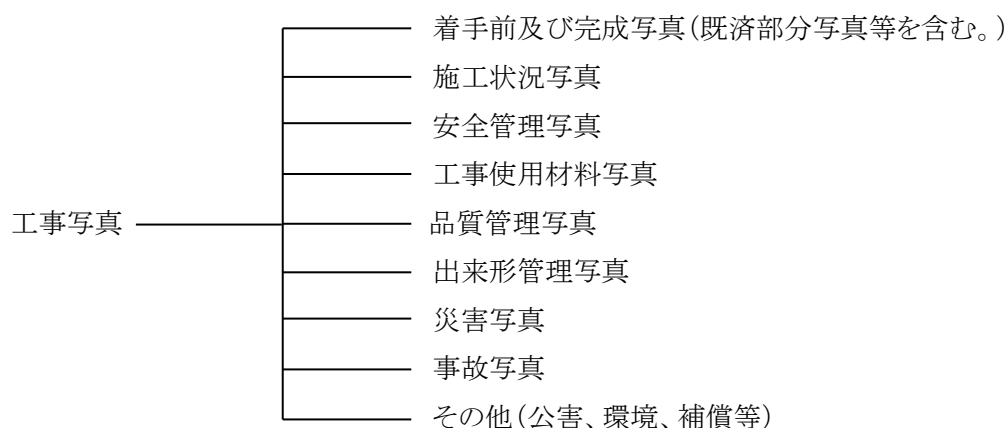 着手前及び完成写真(既済部分写真等を含む。)
施工状況写真
安全管理写真
工事使用材料写真
工事写真
品質管理写真
出来形管理写真
災害写真
事故写真
その他(公害、環境、補償等)